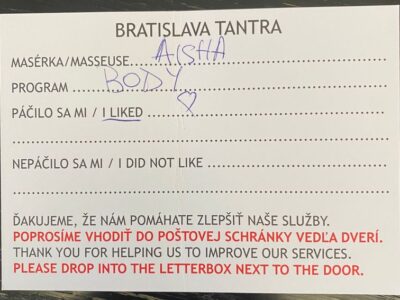 BRATISLAVA TANTRA
MASÉRKA/MASSEUSE AISHA
PROGRAM BODY
PÁČILO SA MI / I LIKED ♡
NEPÁČILO SA MI / I DID NOT LIKE
ĎAKUJEME, ŽE NÁM POMÁHATE ZLEPŠIŤ NAŠE SLUŽBY.
POPROSÍME VHODIŤ DO POŠTOVEJ SCHRÁNKY VEDĽA DVERÍ.
THANK YOU FOR HELPING US TO IMPROVE OUR SERVICES.
PLEASE DROP INTO THE LETTERBOX NEXT TO THE DOOR.